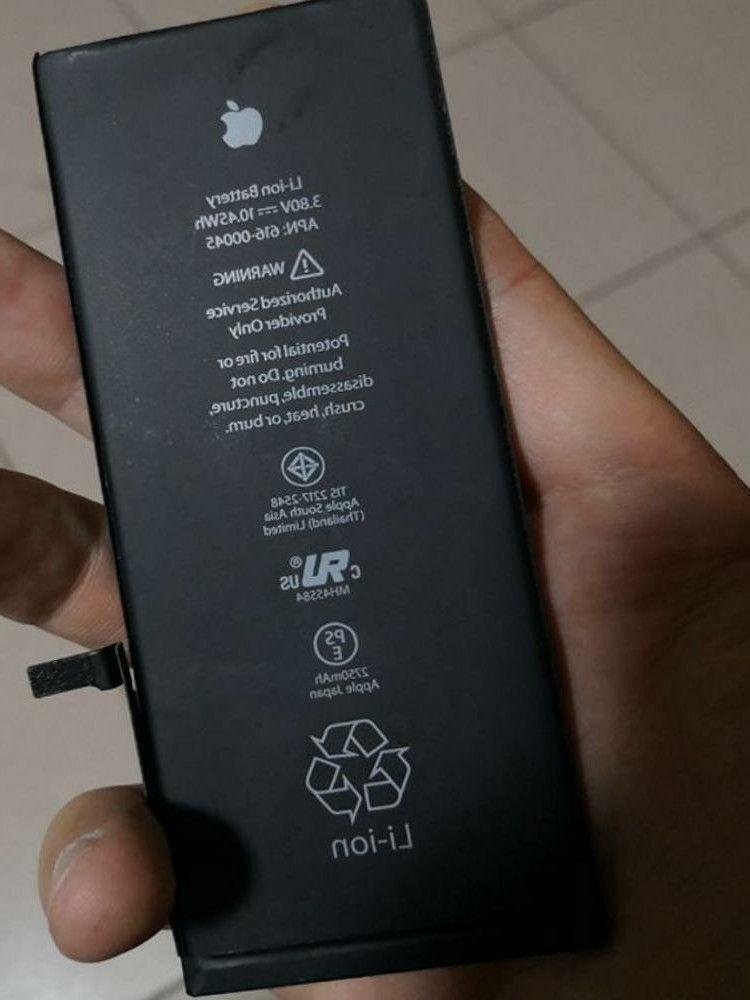 Li-ion Battery
3.80V ⎓ 10.45Wh
APN: 616-00045
WARNING
Authorized Service
Provider Only
Potential for fire or
burning. Do not
disassemble, puncture,
crush, heat, or burn.
TIS 2217-2548
Apple South Asia
(Thailand) Limited
c RU ® US
MH45584
PS
E
2750mAh
Apple Japan
Li-ion